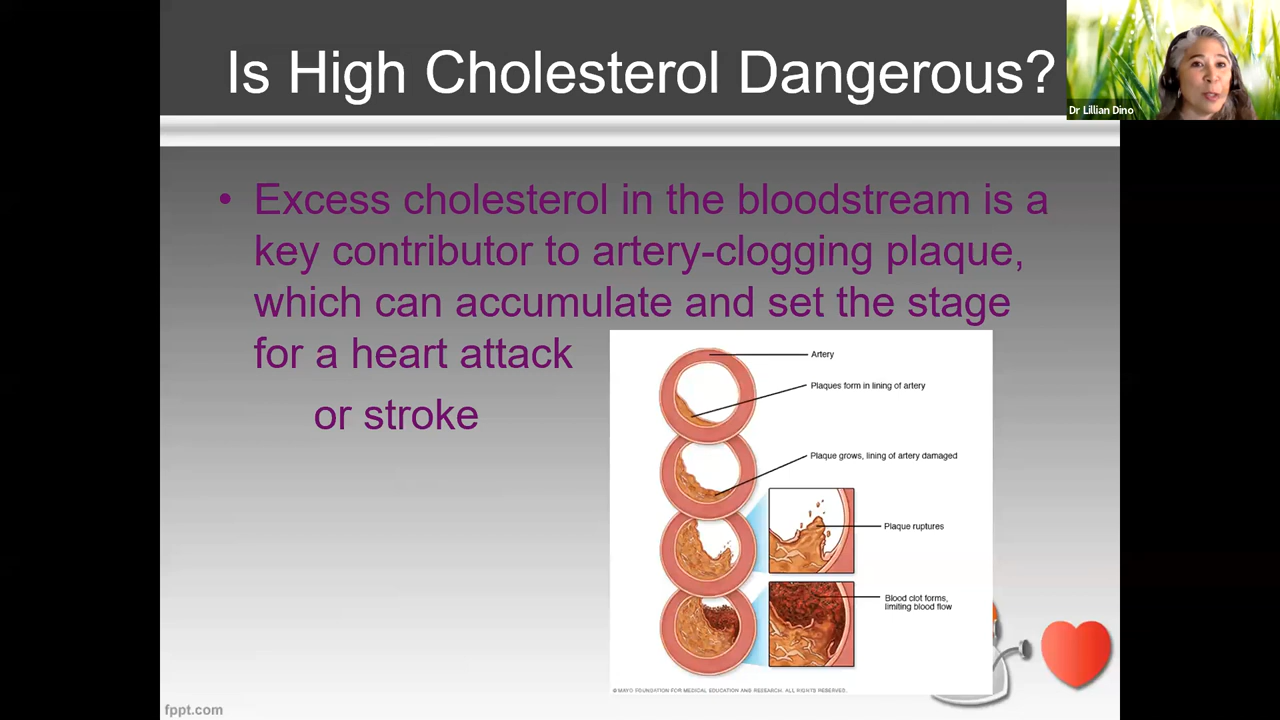 Is High Cholesterol Dangerous?
Dr Lillian Dino
• Excess cholesterol in the bloodstream is a
key contributor to artery-clogging plaque,
which can accumulate and set the stage
for a heart attack
or stroke
Artery
Plaques form in lining of artery
Plaque grows, lining of artery damaged
Plaque ruptures
Blood clot forms,
limiting blood flow
© MAYO FOUNDATION FOR MEDICAL EDUCATION AND RESEARCH. ALL RIGHTS RESERVED.
fppt.com